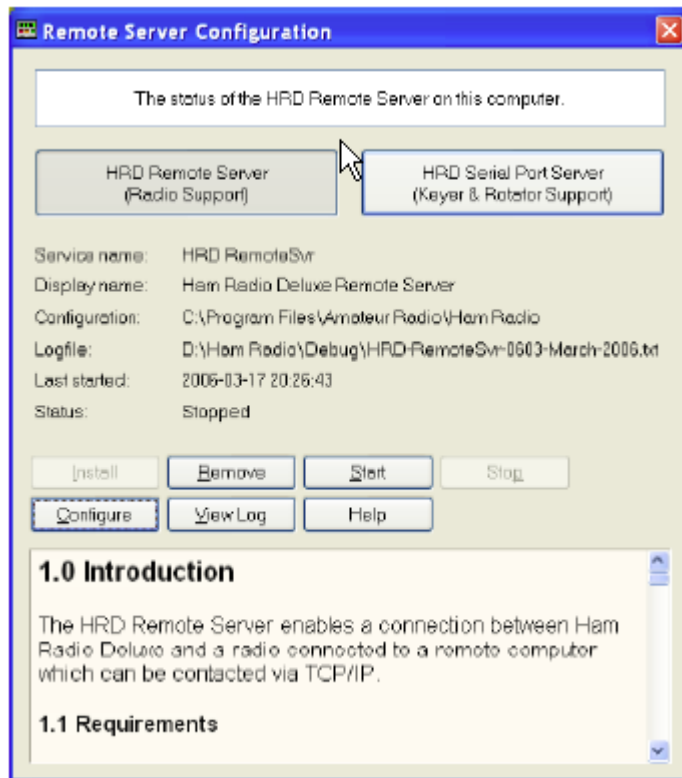 Remote Server Configuration
The status of the HRD Remote Server on this computer.
HRD Remote Server
(Radio Support)
HRD Serial Port Server
(Keyer & Rotator Support)
Service name: HRD RemoteSvr
Display name: Ham Radio Deluxe Remote Server
Configuration: C:\Program Files\Amateur Radio\Ham Radio
Logfile: D:\Ham Radio\Debug\HRD-RemoteSvr-0603-March-2006.txt
Last started: 2006-03-17 20:26:43
Status: Stopped
Install Remove Start Stop
Configure View Log Help
1.0 Introduction
The HRD Remote Server enables a connection between Ham
Radio Deluxe and a radio connected to a remote computer
which can be contacted via TCP/IP.
1.1 Requirements